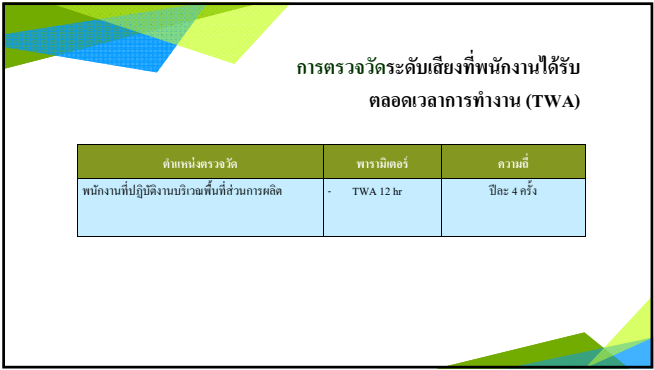 การตรวจวัดระดับเสียงที่พนักงานได้รับ
ตลอดเวลาการทำงาน (TWA)
ตำแหน่งตรวจวัด พารามิเตอร์ ความถี่
พนักงานที่ปฏิบัติงานบริเวณพื้นที่ส่วนการผลิต - TWA 12 hr ปีละ 4 ครั้ง